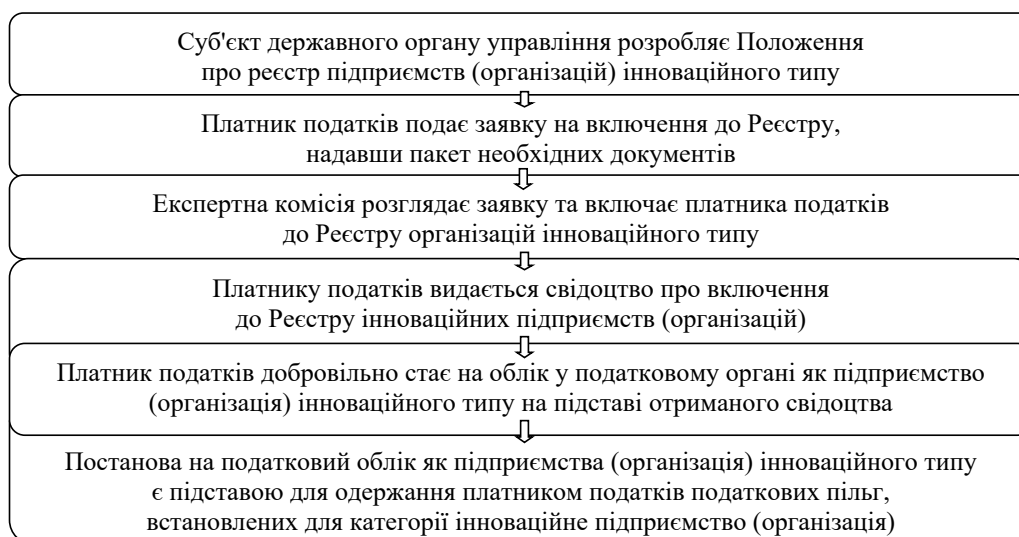 Суб'єкт державного органу управління розробляє Положення
про реєстр підприємств (організацій) інноваційного типу
Платник податків подає заявку на включення до Реєстру,
надавши пакет необхідних документів
Експертна комісія розглядає заявку та включає платника податків
до Реєстру організацій інноваційного типу
Платнику податків видається свідоцтво про включення
до Реєстру інноваційних підприємств (організацій)
Платник податків добровільно стає на облік у податковому органі як підприємство
(організація) інноваційного типу на підставі отриманого свідоцтва
Постанова на податковий облік як підприємства (організація) інноваційного типу
є підставою для одержання платником податків податкових пільг,
встановлених для категорії інноваційне підприємство (організація)